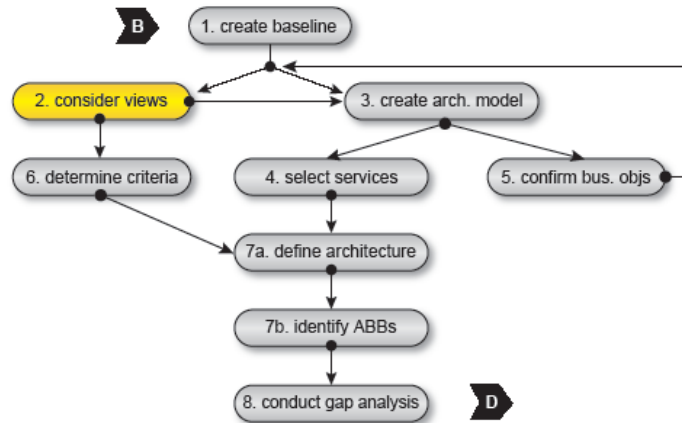 B
1. create baseline
2. consider views
3. create arch. model
6. determine criteria
4. select services
5. confirm bus. objs
7a. define architecture
7b. identify ABBs
8. conduct gap analysis
D